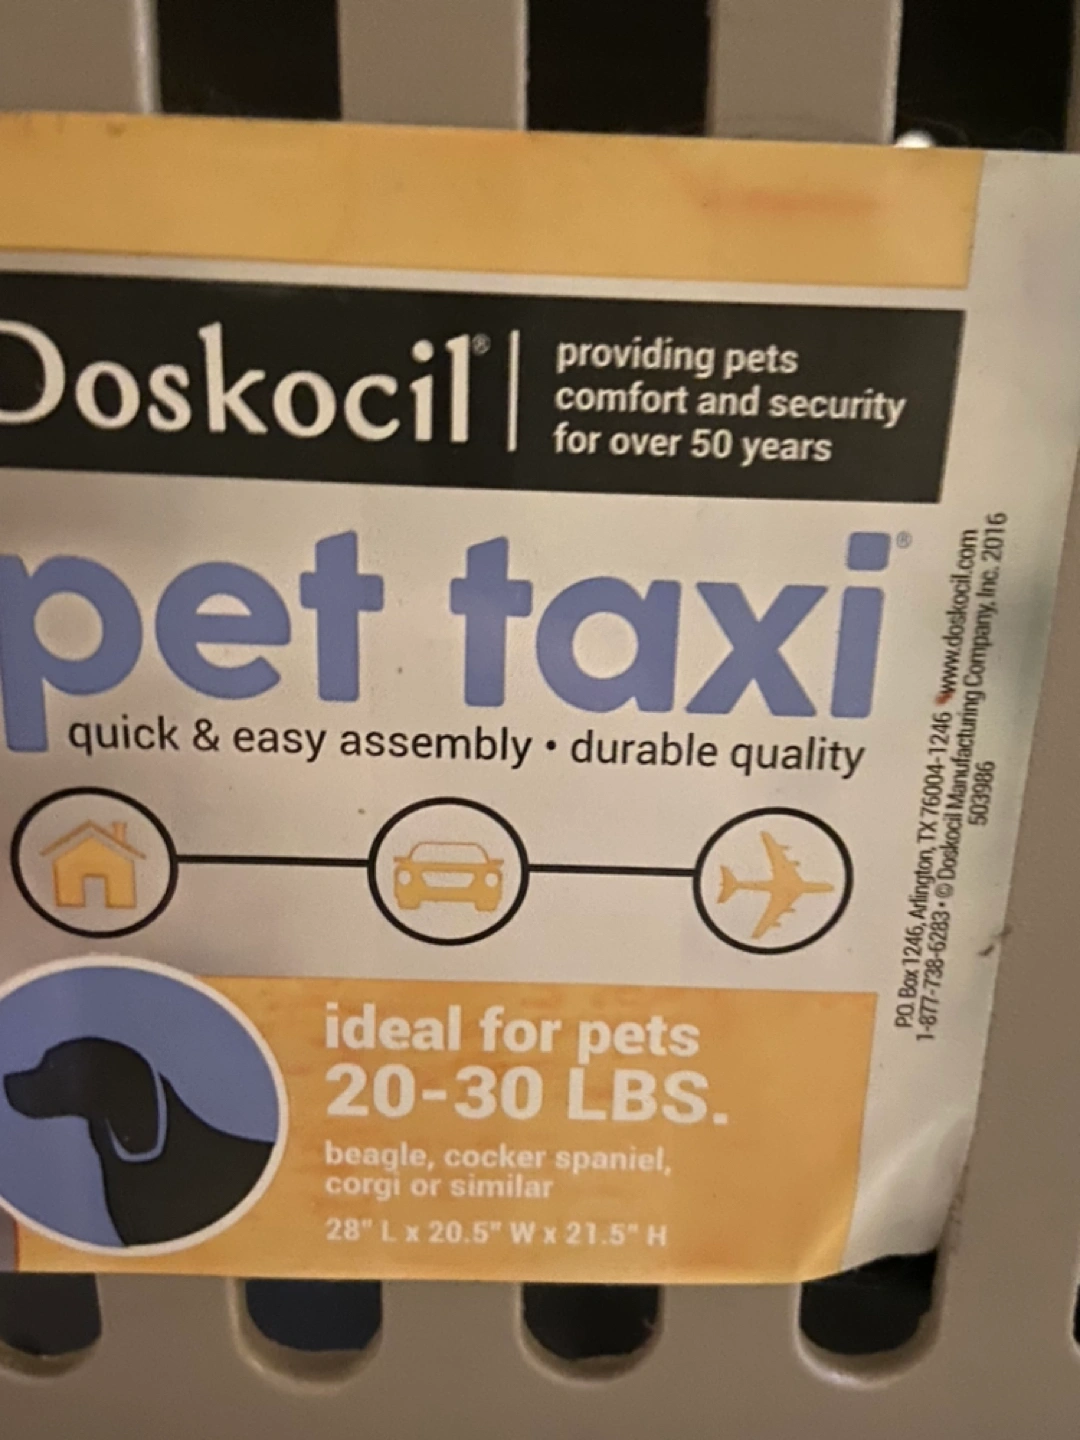 Doskocil®
providing pets
comfort and security
for over 50 years
pet taxi®
quick & easy assembly • durable quality
ideal for pets
20-30 LBS.
beagle, cocker spaniel,
corgi or similar
28" L x 20.5" W x 21.5" H
P.O. Box 1246, Arlington, TX 76004-1246 • www.doskocil.com
1-877-738-6283 • © Doskocil Manufacturing Company, Inc. 2016
503986